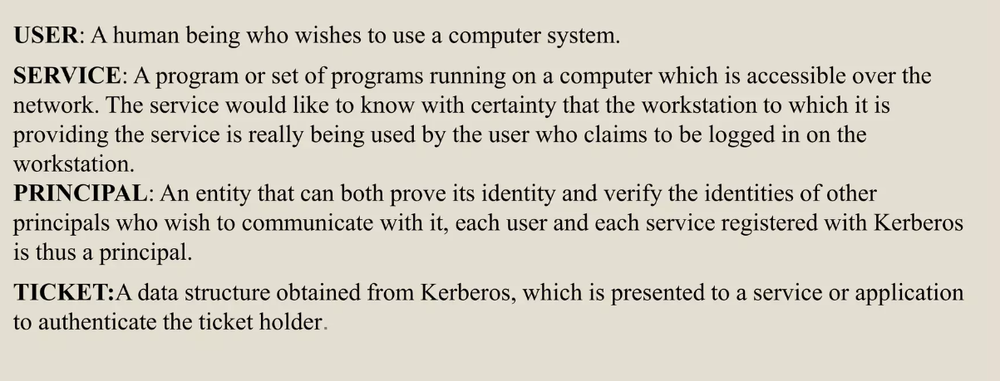 USER: A human being who wishes to use a computer system.
SERVICE: A program or set of programs running on a computer which is accessible over the
network. The service would like to know with certainty that the workstation to which it is
providing the service is really being used by the user who claims to be logged in on the
workstation.
PRINCIPAL: An entity that can both prove its identity and verify the identities of other
principals who wish to communicate with it, each user and each service registered with Kerberos
is thus a principal.
TICKET:A data structure obtained from Kerberos, which is presented to a service or application
to authenticate the ticket holder.